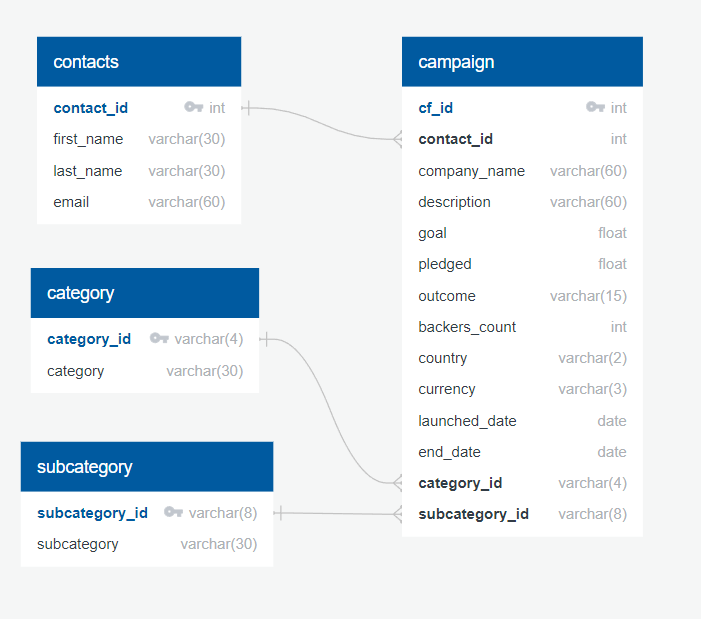 contacts
contact_id int
first_name varchar(30)
last_name varchar(30)
email varchar(60)
category
category_id varchar(4)
category varchar(30)
subcategory
subcategory_id varchar(8)
subcategory varchar(30)
campaign
cf_id int
contact_id int
company_name varchar(60)
description varchar(60)
goal float
pledged float
outcome varchar(15)
backers_count int
country varchar(2)
currency varchar(3)
launched_date date
end_date date
category_id varchar(4)
subcategory_id varchar(8)